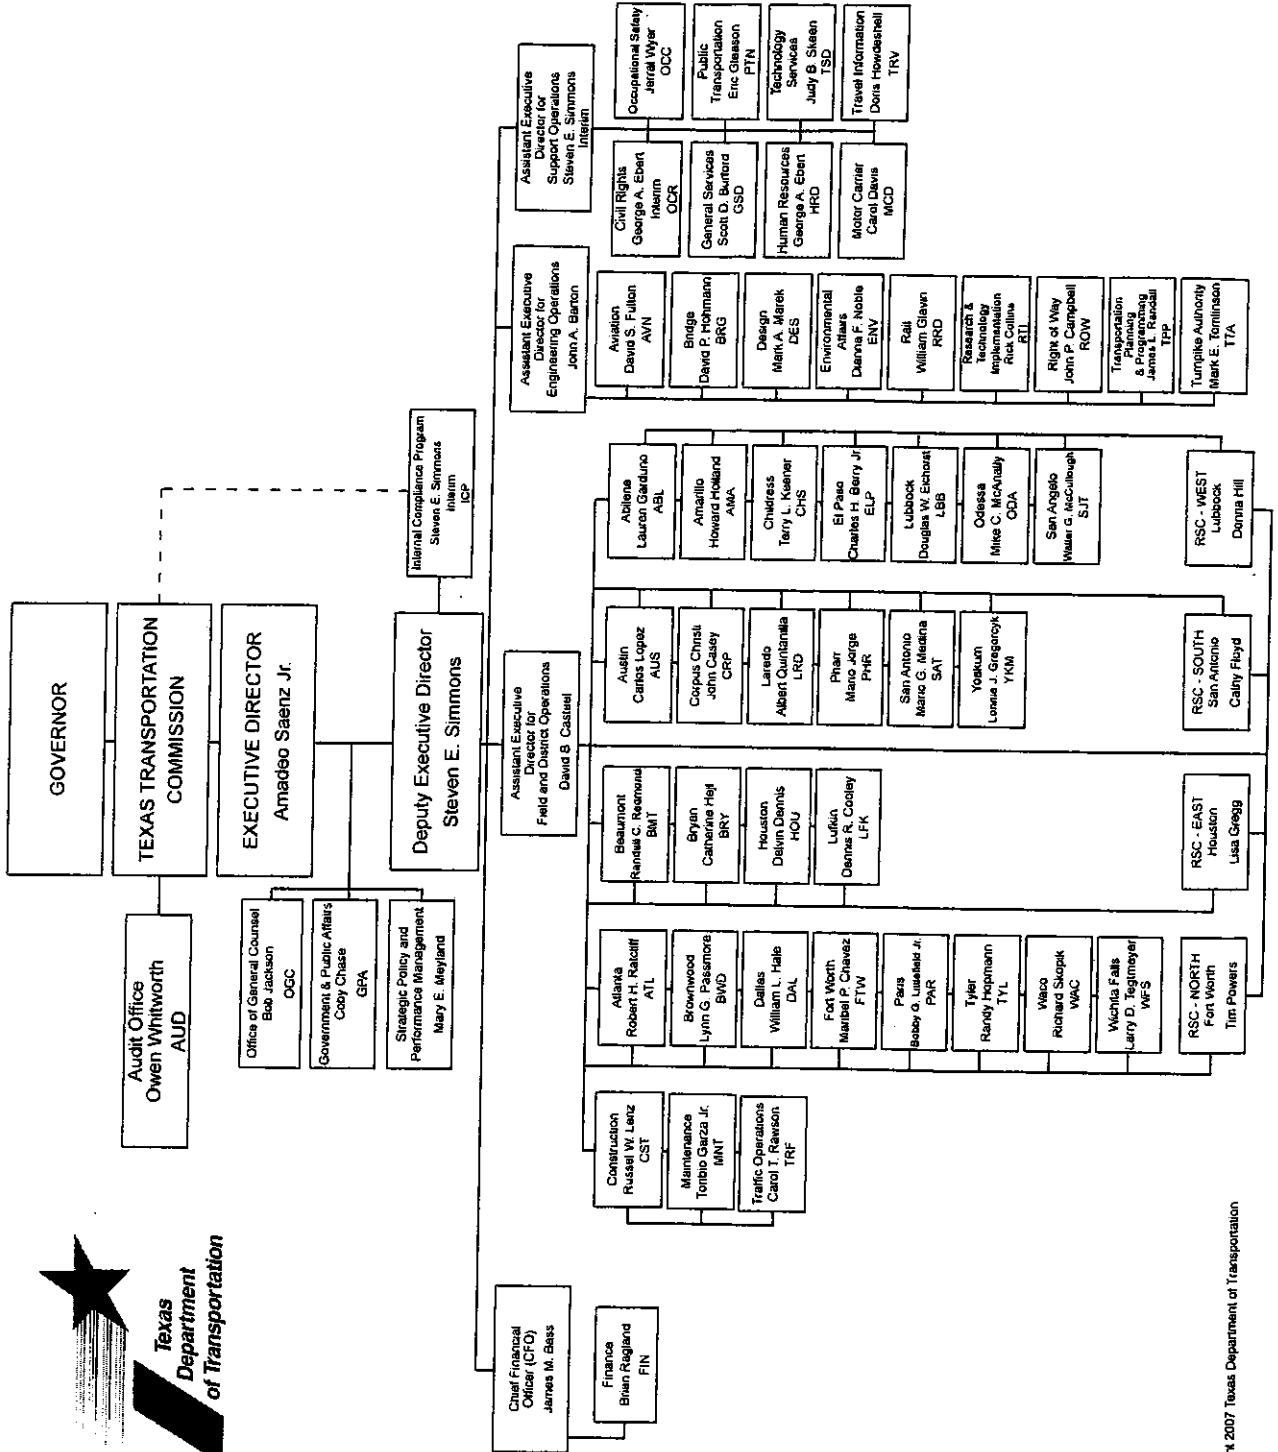 Texas
Department
of Transportation
GOVERNOR
TEXAS TRANSPORTATION
COMMISSION
Audit Office
Owen Whitworth
AUD
EXECUTIVE DIRECTOR
Amadeo Saenz Jr.
Office of General Counsel
Bob Jackson
OGC
Government & Public Affairs
Coby Chase
GPA
Strategic Policy and
Performance Management
Mary E. Meyland
Internal Compliance Program
Steven E. Simmons
Interim
ICP
Deputy Executive Director
Steven E. Simmons
Chief Financial
Officer (CFO)
James M. Bass
Finance
Brian Ragland
FIN
Assistant Executive
Director for
Field and District Operations
David B. Casteel
Construction
Russel W. Lenz
CST
Maintenance
Toribio Garza Jr.
MNT
Traffic Operations
Carol T. Rawson
TRF
Atlanta
Robert H. Ratcliff
ATL
Brownwood
Lynn G. Passmore
BWD
Dallas
William L. Hale
DAL
Fort Worth
Maribel P. Chavez
FTW
Paris
Bobby G. Littlefield Jr.
PAR
Tyler
Randy Hopmann
TYL
Waco
Richard Skopik
WAC
Wichita Falls
Larry D. Tegtmeyer
WFS
RSC - NORTH
Fort Worth
Tim Powers
Beaumont
Randall C. Redmond
BMT
Bryan
Catherine Hejl
BRY
Houston
Delvin Dennis
HOU
Lufkin
Dennis R. Cooley
LFK
RSC - EAST
Houston
Lisa Gregg
Austin
Carlos Lopez
AUS
Corpus Christi
John Casey
CRP
Laredo
Albert Quintanilla
LRD
Pharr
Mario Jorge
PHR
San Antonio
Mario G. Medina
SAT
Yoakum
Lonnie J. Gregorcyk
YKM
RSC - SOUTH
San Antonio
Cathy Floyd
Abilene
Lauren Garduno
ABL
Amarillo
Howard Holland
AMA
Childress
Terry L. Keener
CHS
El Paso
Charles H. Berry Jr.
ELP
Lubbock
Douglas W. Eichorst
LBB
Odessa
Mike C. McAnally
ODA
San Angelo
Walter G. McCullough
SJT
RSC - WEST
Lubbock
Donna Hill
Assistant Executive
Director for
Engineering Operations
John A. Barton
Aviation
David S. Fulton
AVN
Bridge
David P. Hohmann
BRG
Design
Mark A. Marek
DES
Environmental
Affairs
Dianna F. Noble
ENV
Rail
William Glavin
RRD
Research &
Technology
Implementation
Rick Collins
RTI
Right of Way
John P. Campbell
ROW
Transportation
Planning
& Programming
James L. Randall
TPP
Turnpike Authority
Mark E. Tomlinson
TTA
Assistant Executive
Director for
Support Operations
Steven E. Simmons
Interim
Civil Rights
George A. Ebert
Interim
OCR
General Services
Scott D. Burford
GSD
Human Resources
George A. Ebert
HRD
Motor Carrier
Carol Davis
MCD
Occupational Safety
Jerral Wyer
OCC
Public
Transportation
Eric Gleason
PTN
Technology
Services
Judy B. Skeen
TSD
Travel Information
Doris Howdeshell
TRV
2007 Texas Department of Transportation